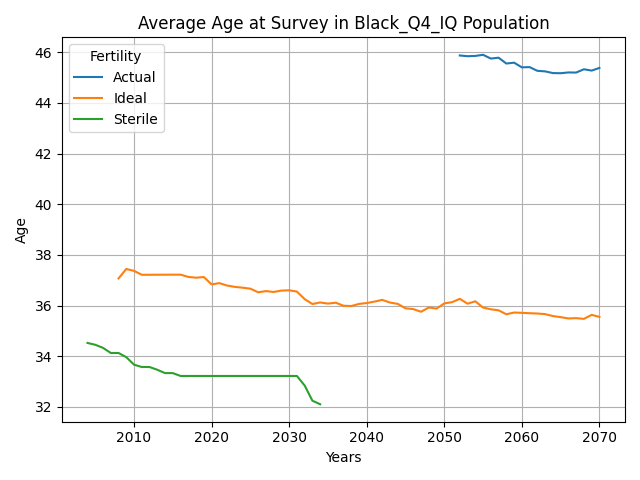 Average Age at Survey in Black_Q4_IQ Population
Fertility
Actual
Ideal
Sterile
Age
46
44
42
40
38
36
34
32
2010
2020
2030
2040
2050
2060
2070
Years